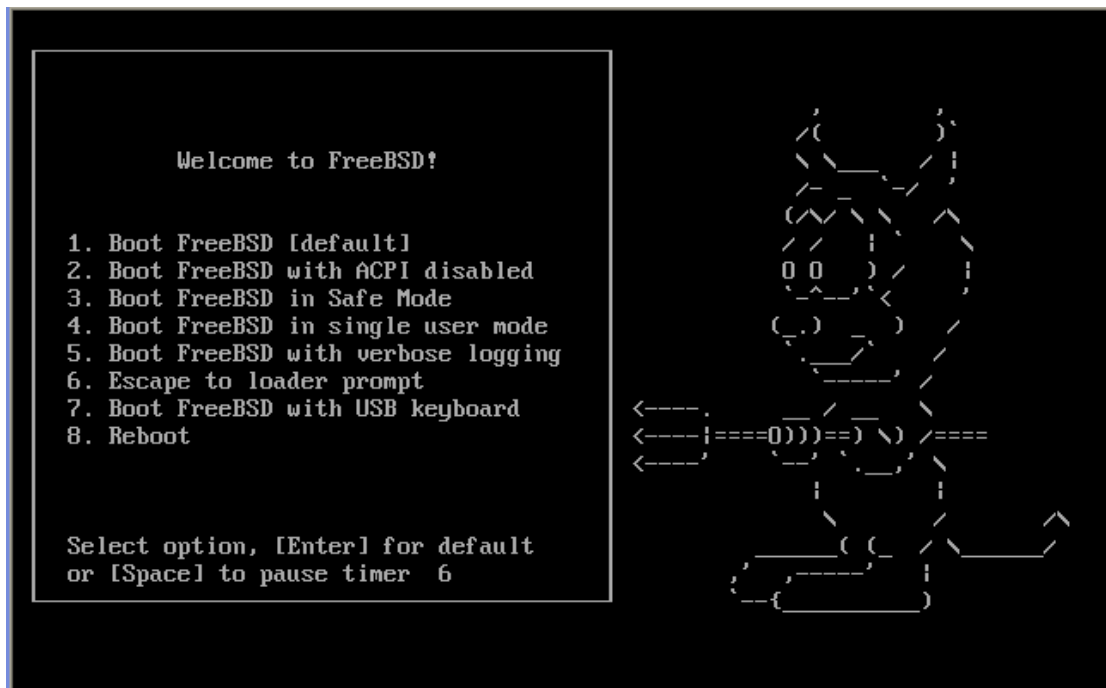 Welcome to FreeBSD!
1. Boot FreeBSD [default]
2. Boot FreeBSD with ACPI disabled
3. Boot FreeBSD in Safe Mode
4. Boot FreeBSD in single user mode
5. Boot FreeBSD with verbose logging
6. Escape to loader prompt
7. Boot FreeBSD with USB keyboard
8. Reboot
Select option, [Enter] for default
or [Space] to pause timer 6